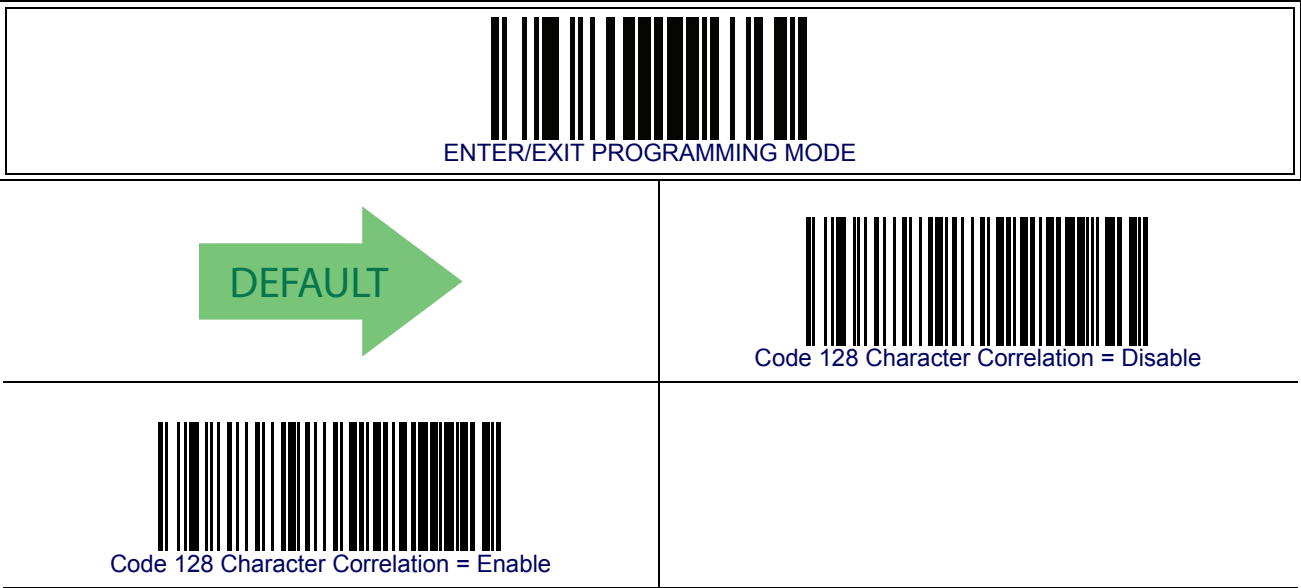 ENTER/EXIT PROGRAMMING MODE
DEFAULT
Code 128 Character Correlation = Disable
Code 128 Character Correlation = Enable